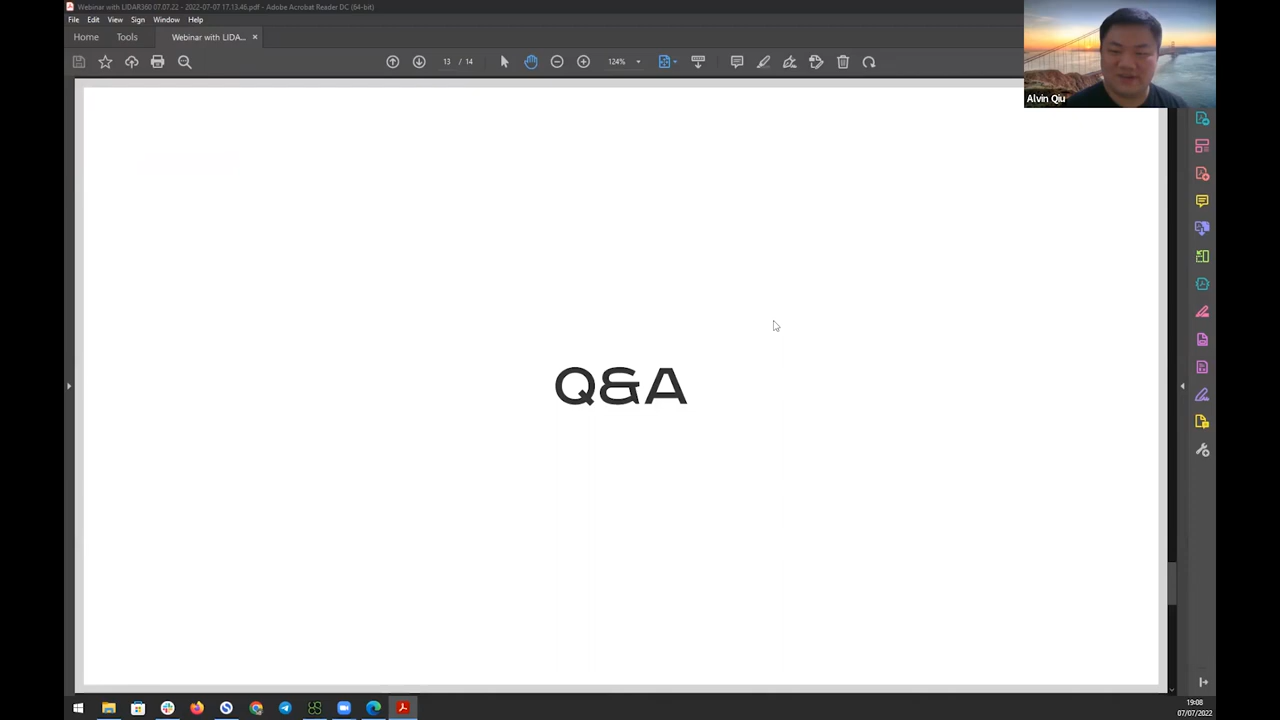 Webinar with LIDAR360 07.07.22 - 2022-07-07 17.13.46.pdf - Adobe Acrobat Reader DC (64-bit)
File Edit View Sign Window Help
Home Tools Webinar with LIDA... ×
13 / 14 124%
Alvin Qiu
Q&A
19:08
07/07/2022